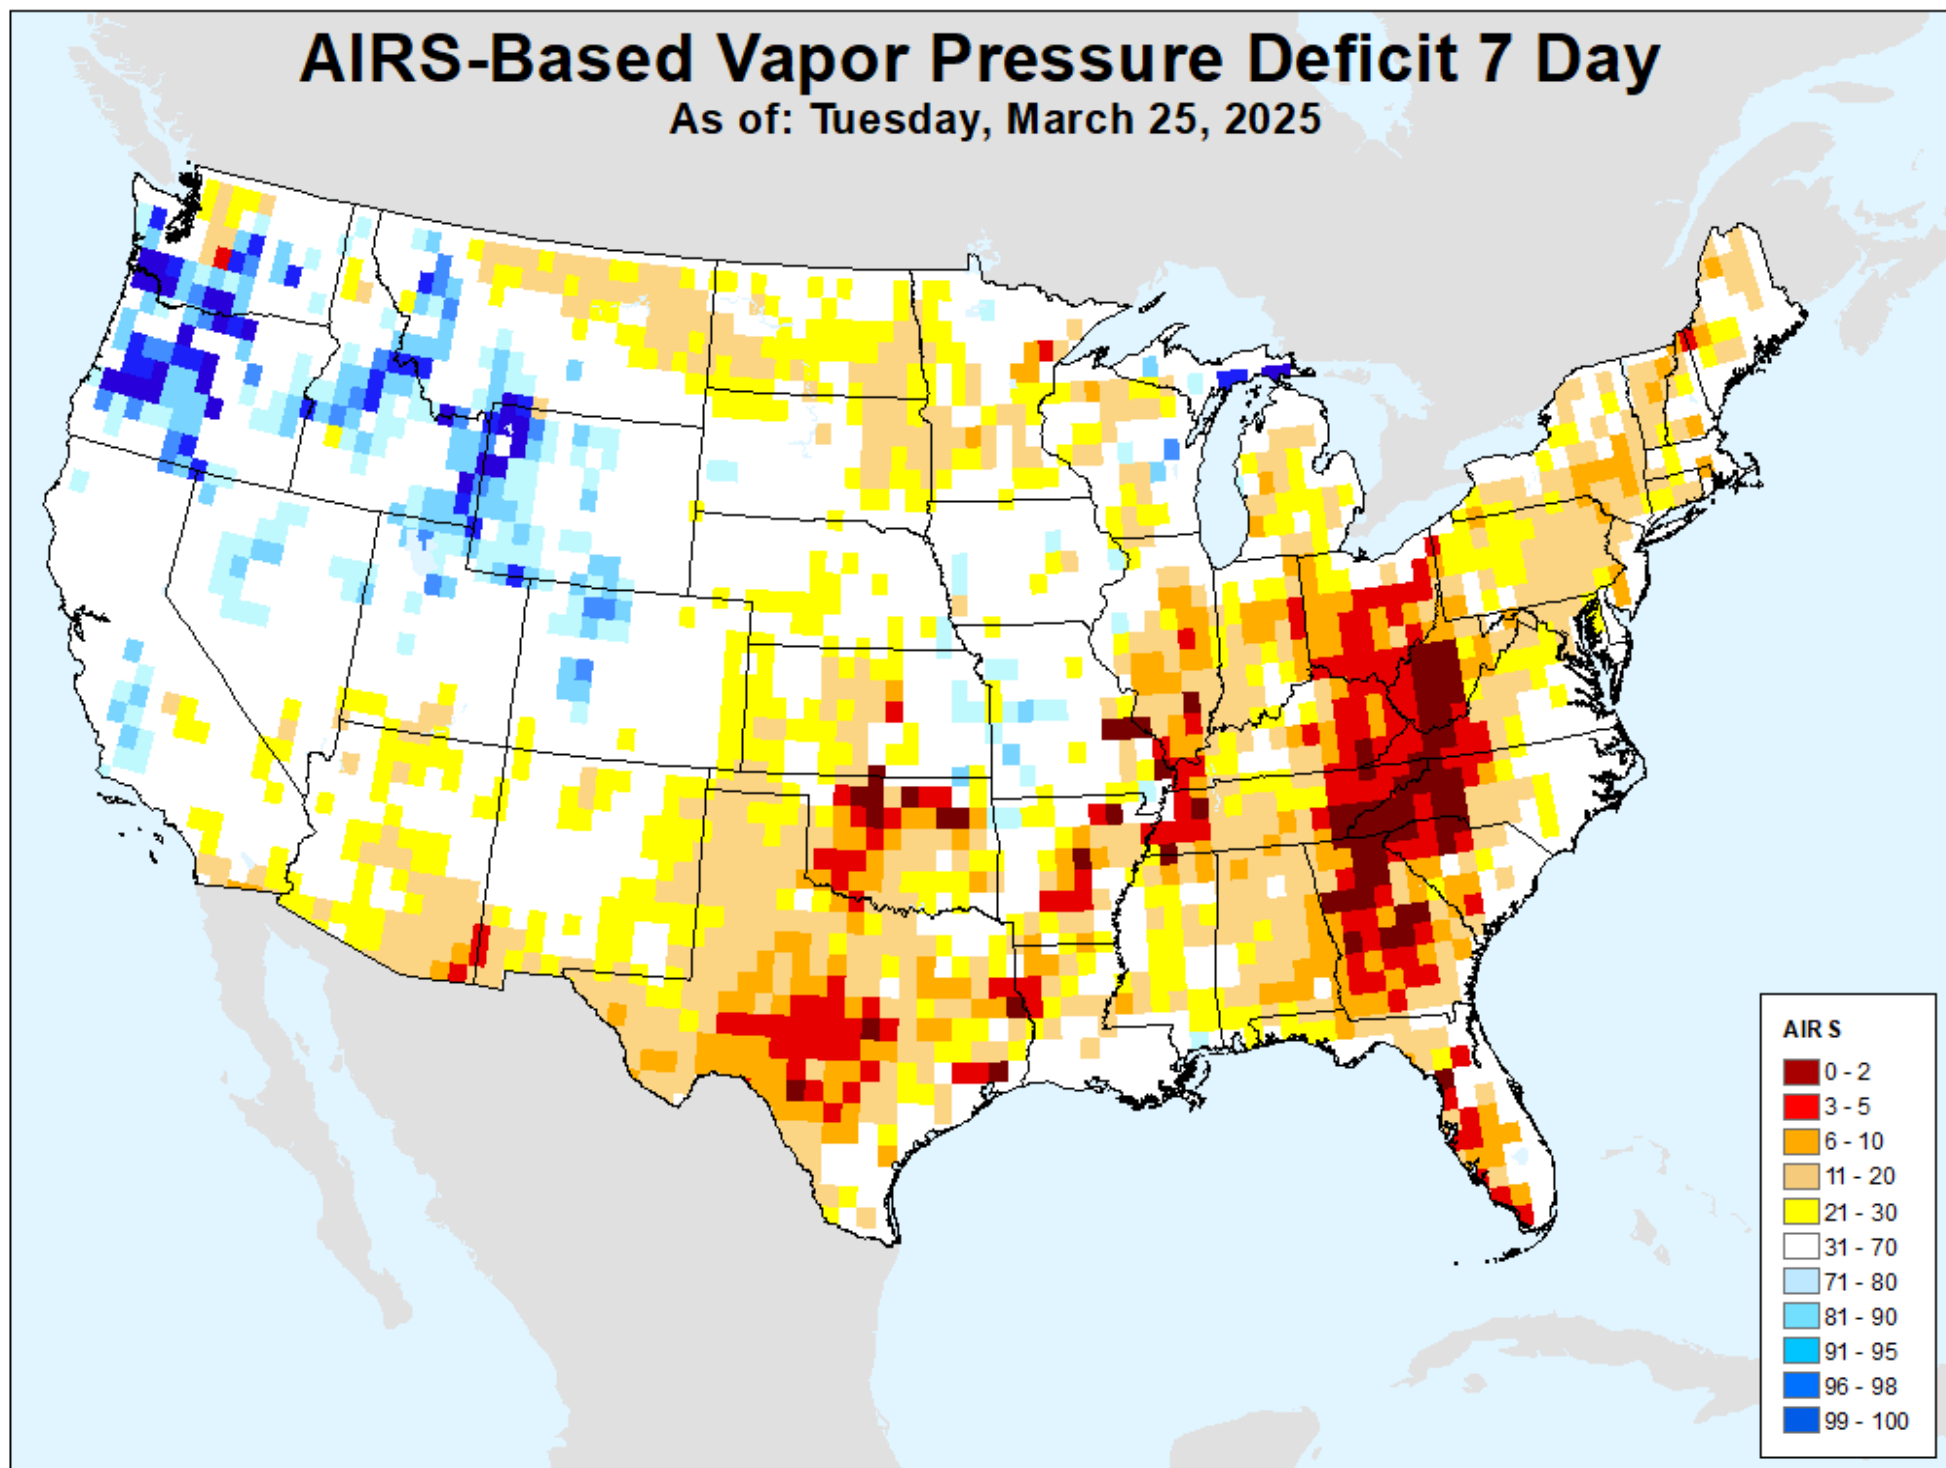 AIRS-Based Vapor Pressure Deficit 7 Day
As of: Tuesday, March 25, 2025
AIRS
0 - 2
3 - 5
6 - 10
11 - 20
21 - 30
31 - 70
71 - 80
81 - 90
91 - 95
96 - 98
99 - 100